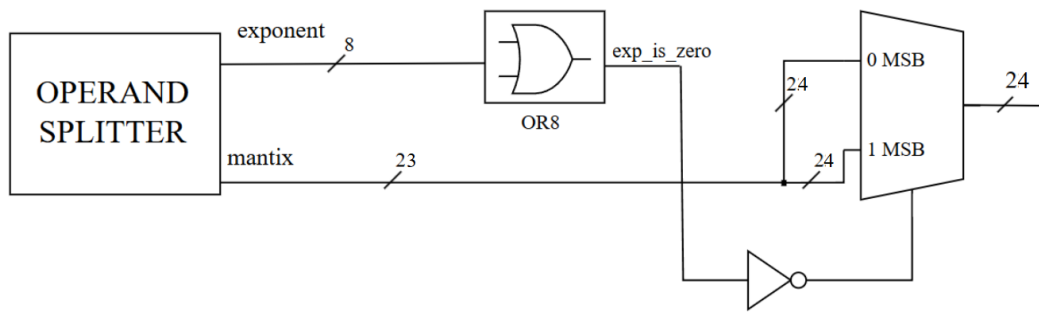 exponent
8
OPERAND
SPLITTER
mantix
23
OR8
exp_is_zero
24
24
0 MSB
1 MSB
24